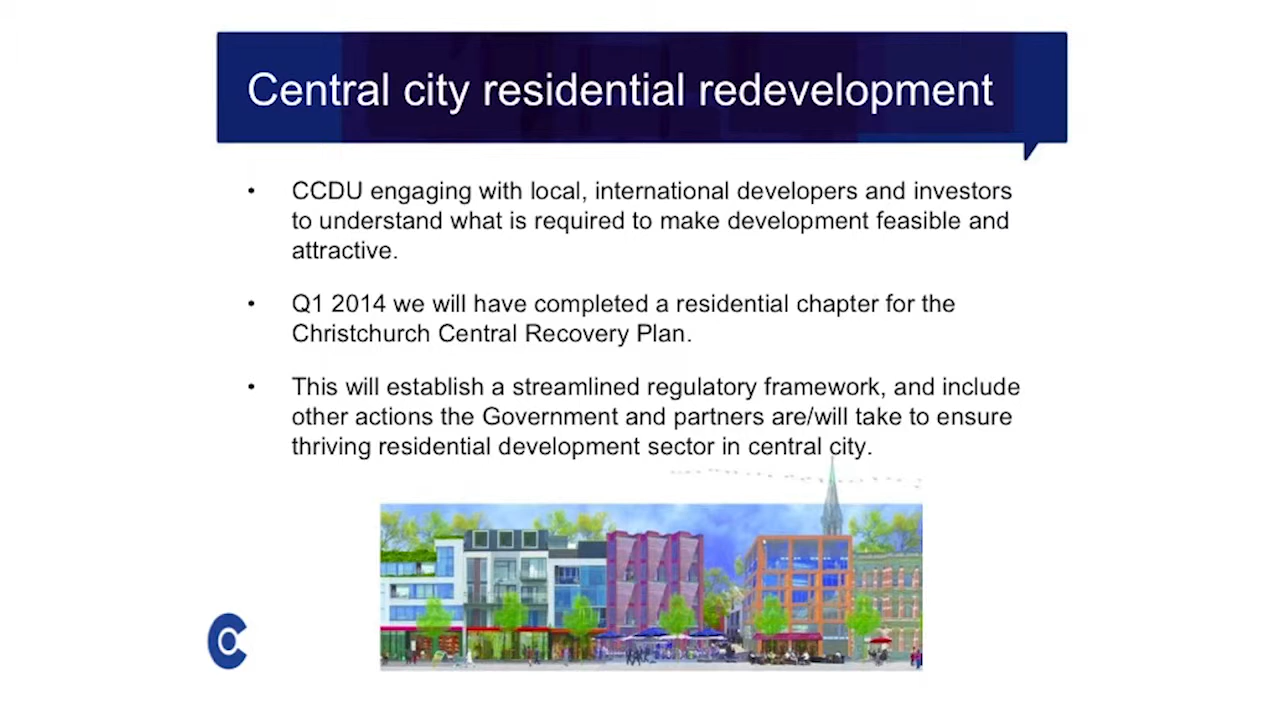 Central city residential redevelopment
• CCDU engaging with local, international developers and investors
to understand what is required to make development feasible and
attractive.
• Q1 2014 we will have completed a residential chapter for the
Christchurch Central Recovery Plan.
• This will establish a streamlined regulatory framework, and include
other actions the Government and partners are/will take to ensure
thriving residential development sector in central city.